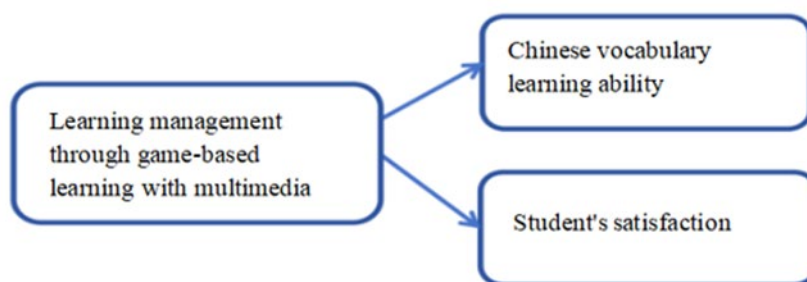 Learning management
through game-based
learning with multimedia
Chinese vocabulary
learning ability
Student's satisfaction